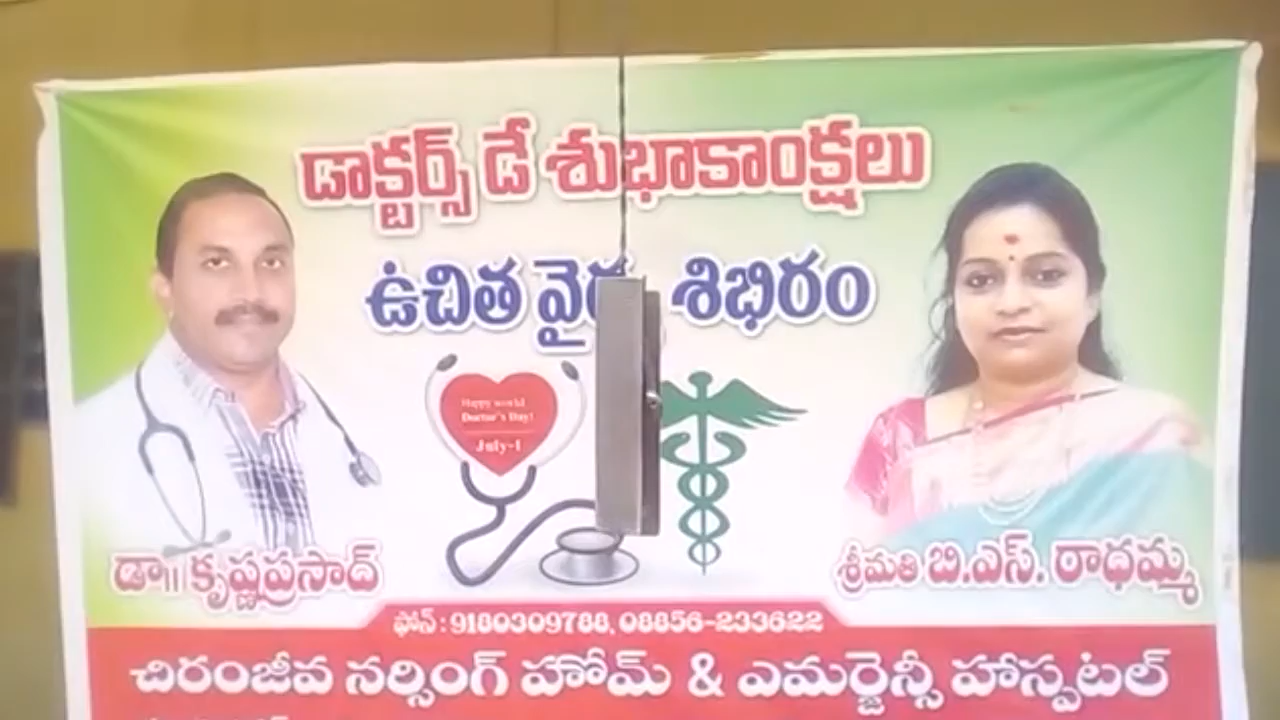 డాక్టర్స్ డే శుభాకాంక్షలు
ఉచిత శిభిరం
Happy world
Doctor's Day!
July-1
డా|| కృష్ణప్రసాద్
శ్రీమతి బి.ఎస్. రాధమ్మ
ఫోన్ : 9180309788, 08856-233622
చిరంజీవ నర్సింగ్ హోమ్ & ఎమర్జెన్సీ హాస్పటల్